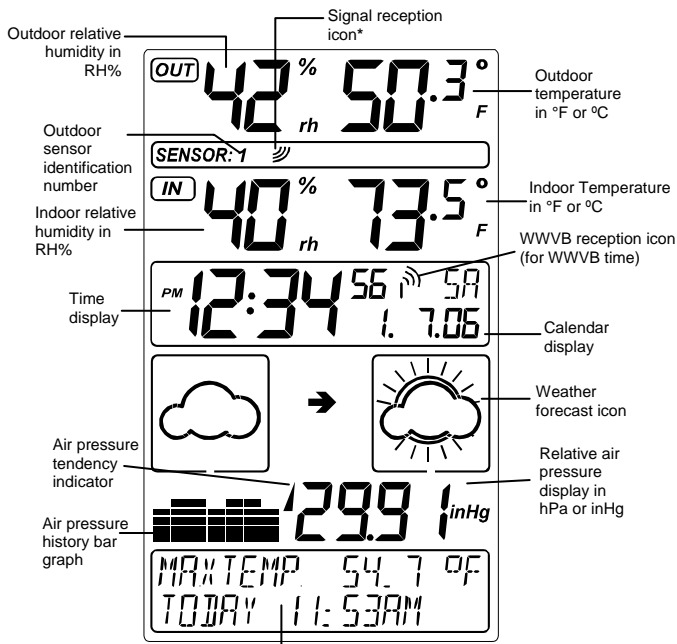 Outdoor relative
humidity in
RH%
Signal reception
icon*
OUT 42 % rh 50.3 ° F
Outdoor
temperature
in °F or ºC
Outdoor
sensor
identification
number
SENSOR: 1
IN 40 % rh 73.5 ° F
Indoor Temperature
in °F or ºC
Indoor relative
humidity in
RH%
WWVB reception icon
(for WWVB time)
Time
display
PM 12:34 56 SA
1. 7.06
Calendar
display
Weather
forecast icon
Air pressure
tendency
indicator
Relative air
pressure
display in
hPa or inHg
29.91 inHg
Air pressure
history bar
graph
MAX TEMP. 54.7 ºF
TODAY 11:53AM